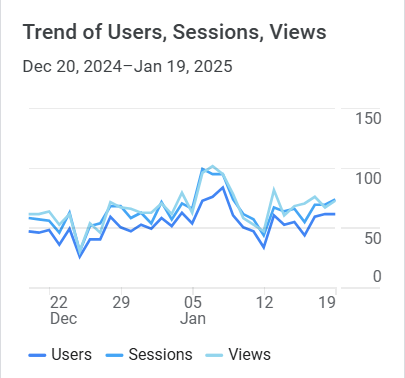 Trend of Users, Sessions, Views
Dec 20, 2024–Jan 19, 2025
150
100
50
0
22 29 05 12 19
Dec Jan
Users Sessions Views